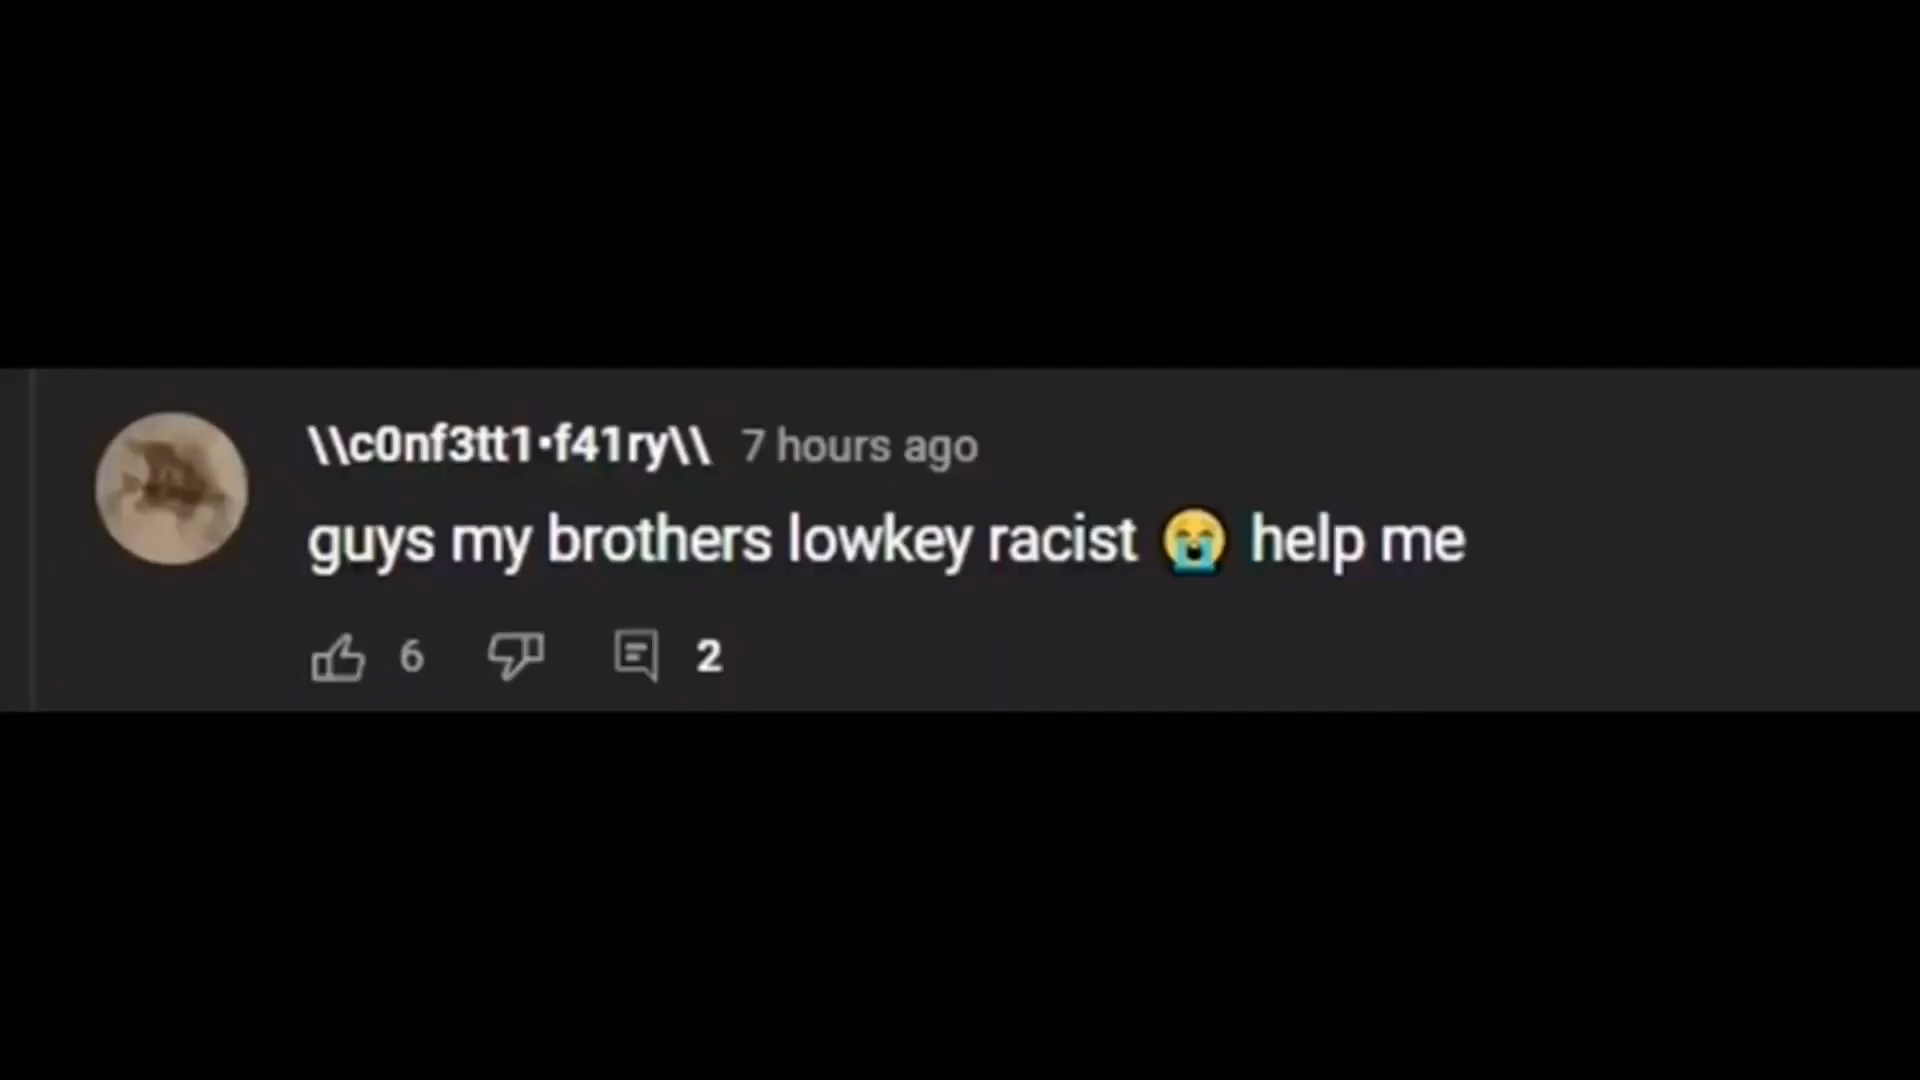 \\c0nf3tt1•f41ry\\ 7 hours ago
guys my brothers lowkey racist 😭 help me
6 2